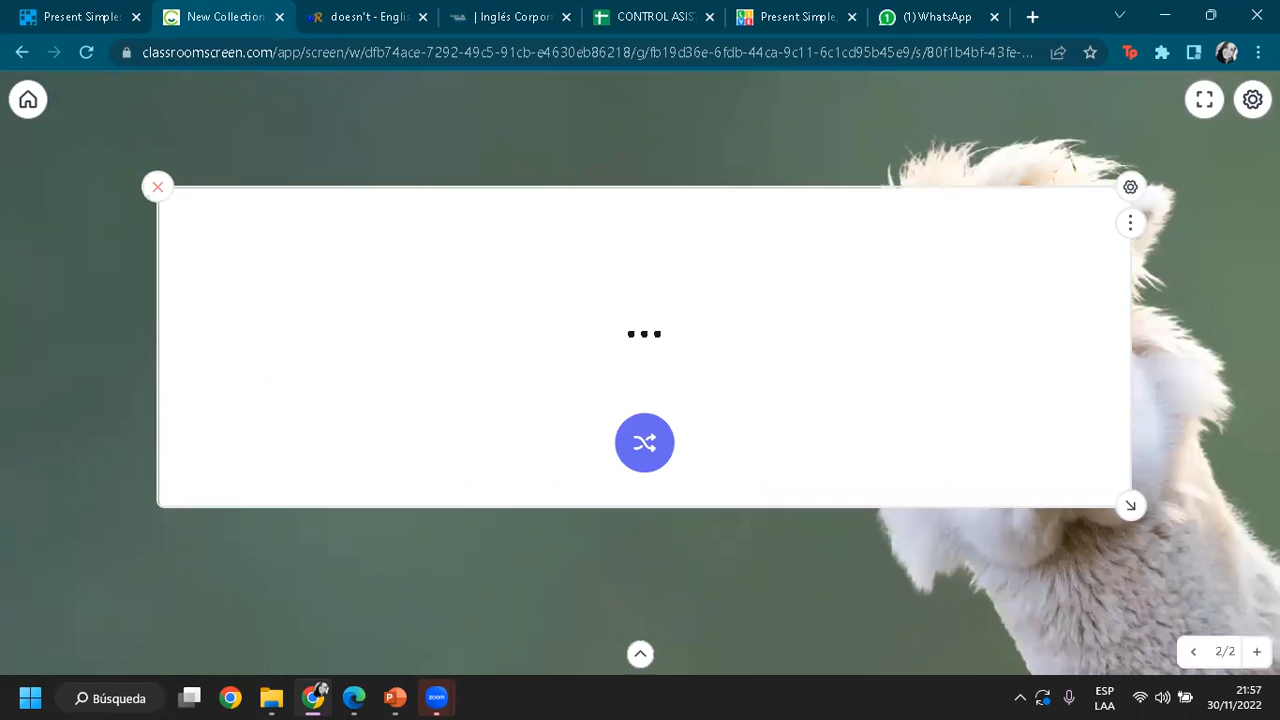 Present Simple:
New Collection
doesn't - Englis
| Inglés Corpor
CONTROL ASIS
Present Simple,
(1) WhatsApp
classroomscreen.com/app/screen/w/dfb74ace-7292-49c5-91cb-e4630eb86218/g/fb19d36e-6fdb-44ca-9c11-6c1cd95b45e9/s/80f1b4bf-43fe-...
...
2/2
Búsqueda
zoom
ESP
LAA
21:57
30/11/2022